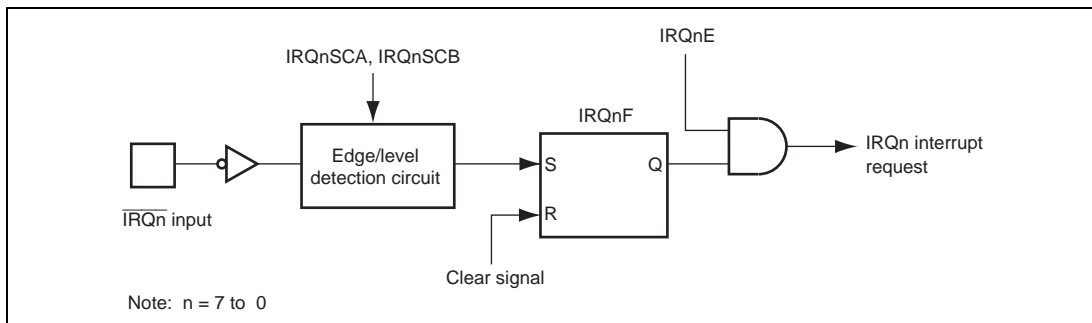 IRQnE
IRQnSCA, IRQnSCB
IRQnF
Edge/level
detection circuit
S
Q
IRQn interrupt
request
R
IRQn input
Clear signal
Note: n = 7 to 0